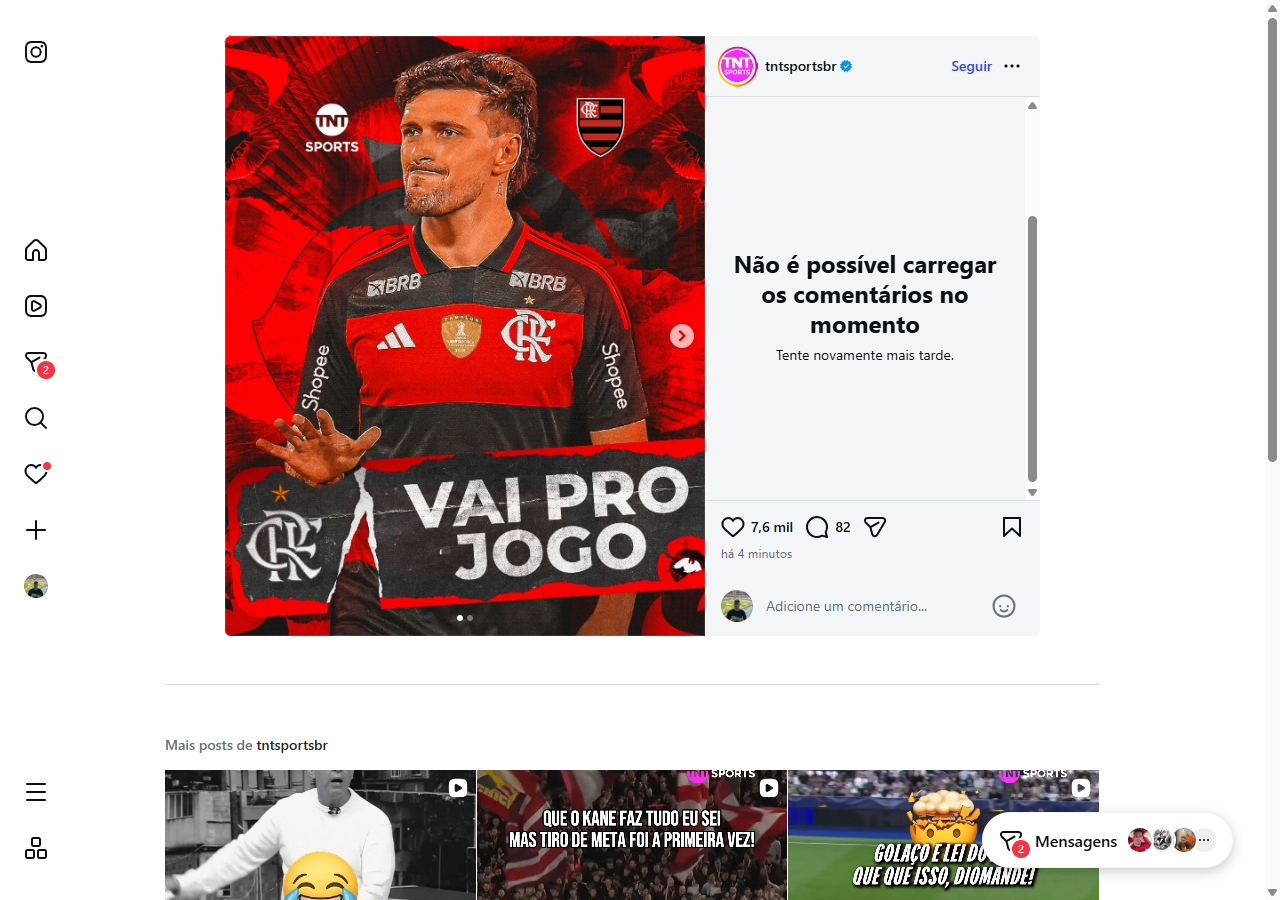 TNT
SPORTS
CR
BRB
BRB
Shopee
Shopee
VAI PRO
JOGO
TNT
SPORTS
tntsportsbr
Seguir
Não é possível carregar
os comentários no
momento
Tente novamente mais tarde.
7,6 mil
82
há 4 minutos
Adicione um comentário...
2
Mais posts de tntsportsbr
TNT SPORTS
QUE O KANE FAZ TUDO EU SEI
MAS TIRO DE META FOI A PRIMEIRA VEZ!
TNT SPORTS
GOLAÇO E LEI DO
QUE QUE ISSO, DIOMANDE!
2
Mensagens